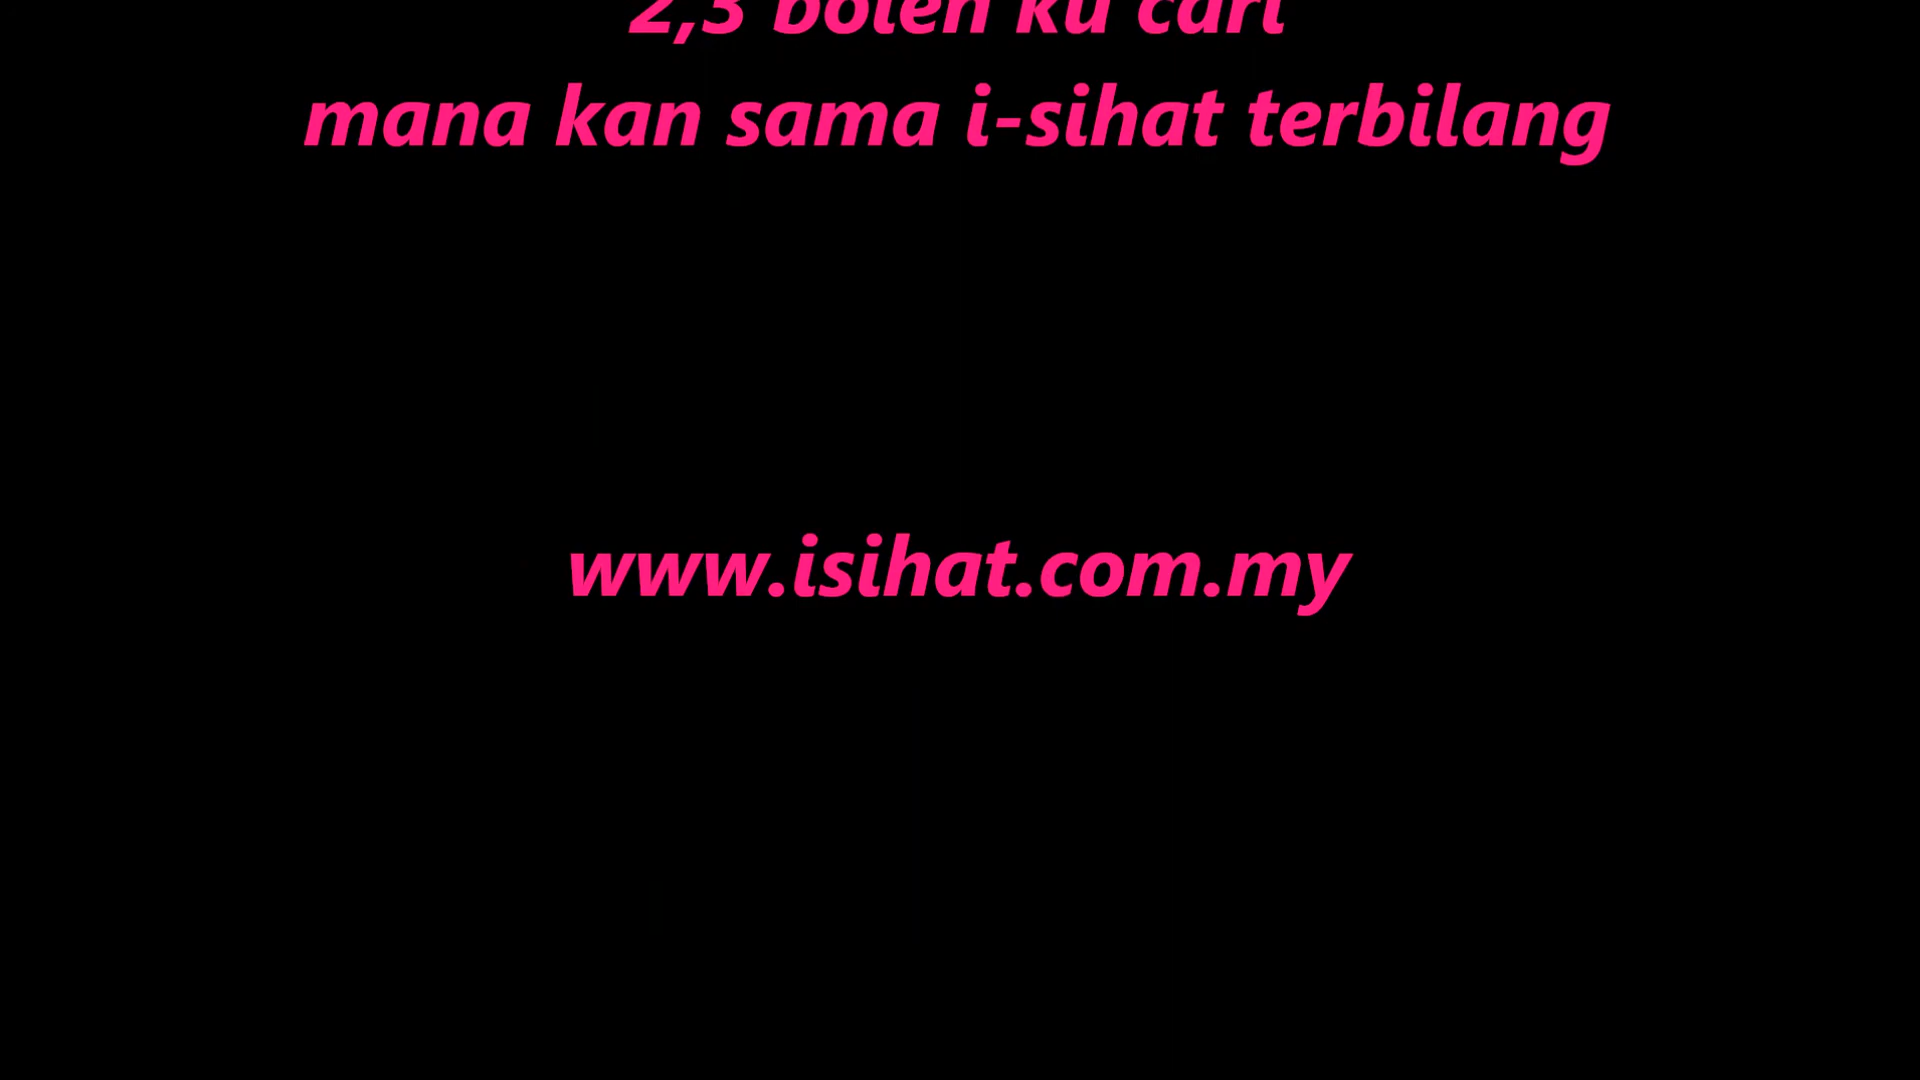 2,3 boleh ku cari
mana kan sama i-sihat terbilang
www.isihat.com.my